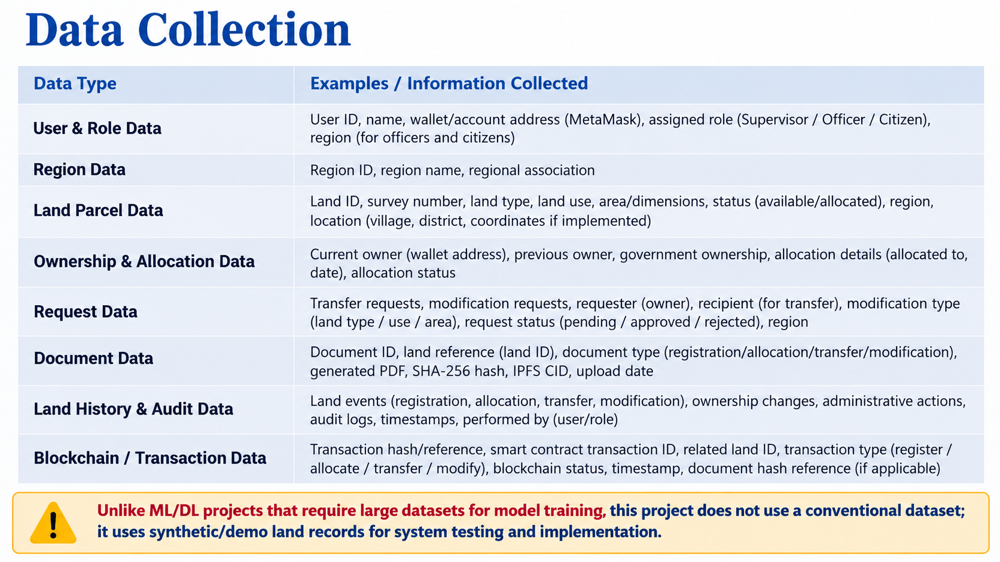 Data Collection
Data Type
Examples / Information Collected
User & Role Data
User ID, name, wallet/account address (MetaMask), assigned role (Supervisor / Officer / Citizen),
region (for officers and citizens)
Region Data
Region ID, region name, regional association
Land Parcel Data
Land ID, survey number, land type, land use, area/dimensions, status (available/allocated), region,
location (village, district, coordinates if implemented)
Ownership & Allocation Data
Current owner (wallet address), previous owner, government ownership, allocation details (allocated to,
date), allocation status
Request Data
Transfer requests, modification requests, requester (owner), recipient (for transfer), modification type
(land type / use / area), request status (pending / approved / rejected), region
Document Data
Document ID, land reference (land ID), document type (registration/allocation/transfer/modification),
generated PDF, SHA-256 hash, IPFS CID, upload date
Land History & Audit Data
Land events (registration, allocation, transfer, modification), ownership changes, administrative actions,
audit logs, timestamps, performed by (user/role)
Blockchain / Transaction Data
Transaction hash/reference, smart contract transaction ID, related land ID, transaction type (register /
allocate / transfer / modify), blockchain status, timestamp, document hash reference (if applicable)
Unlike ML/DL projects that require large datasets for model training, this project does not use a conventional dataset;
it uses synthetic/demo land records for system testing and implementation.